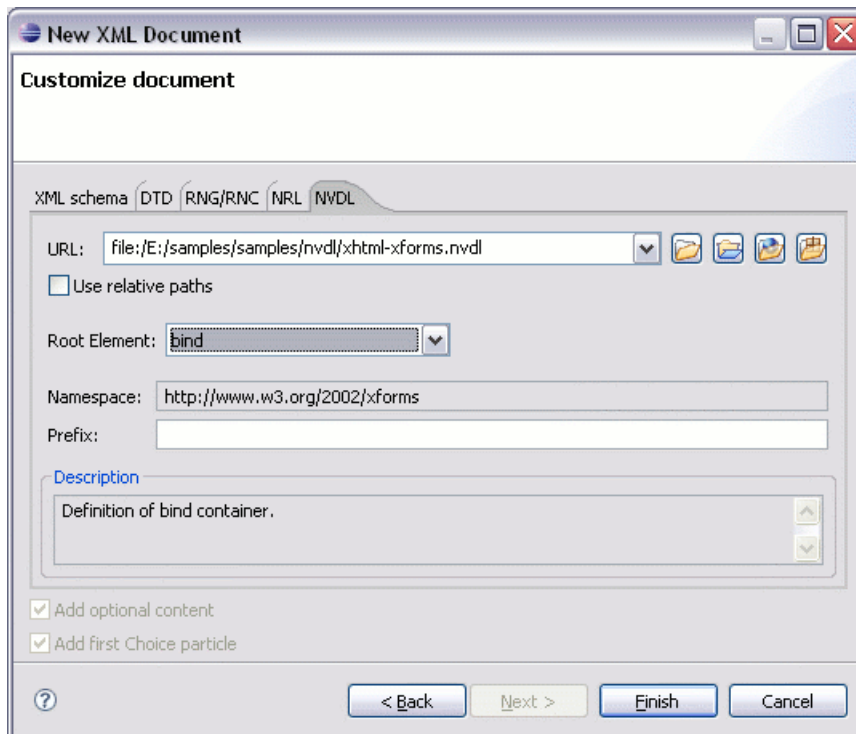 New XML Document
Customize document
XML schema DTD RNG/RNC NRL NVDL
URL: file:/E:/samples/samples/nvdl/xhtml-xforms.nvdl
Use relative paths
Root Element: bind
Namespace: http://www.w3.org/2002/xforms
Prefix:
Description
Definition of bind container.
Add optional content
Add first Choice particle
? < Back Next > Finish Cancel